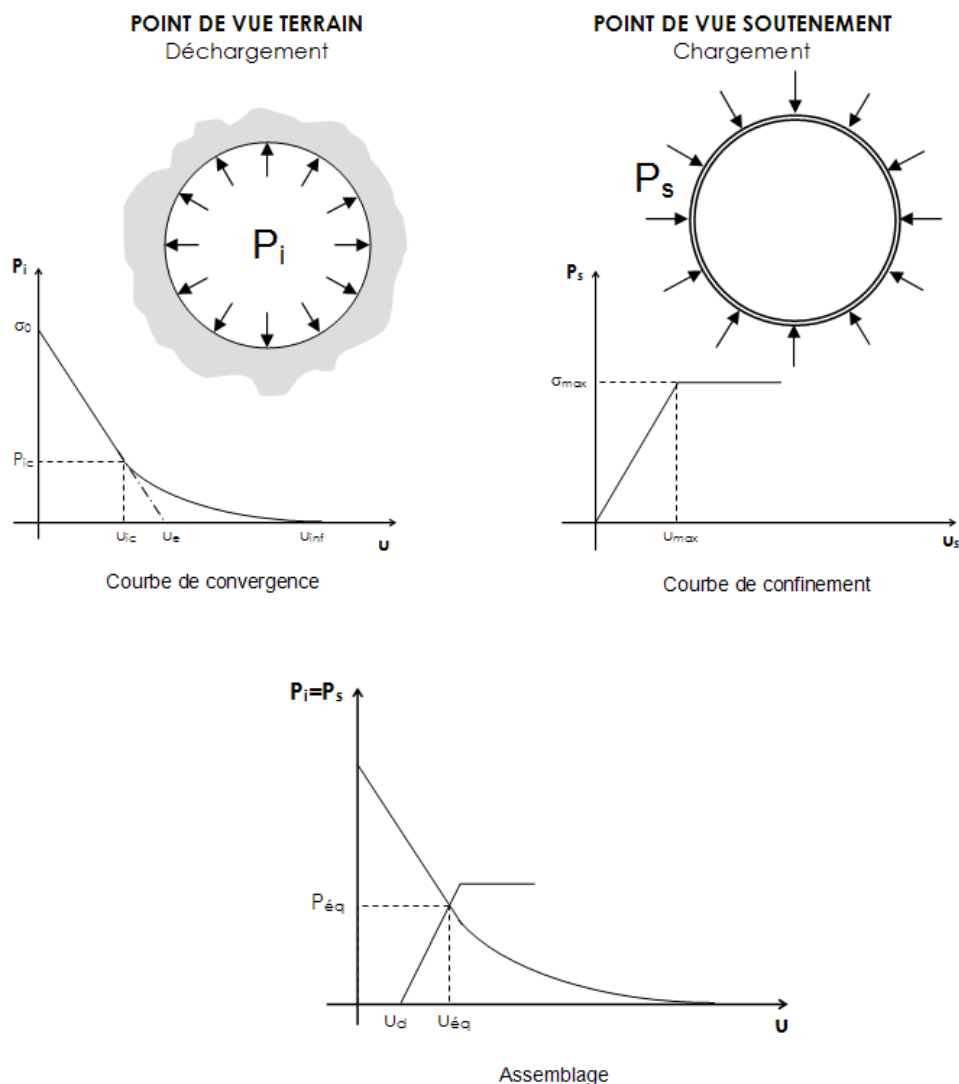 POINT DE VUE TERRAIN
Déchargement
POINT DE VUE SOUTENEMENT
Chargement
Pi
Pi
σ0
Pic
uic
ue
uinf
u
Courbe de convergence
Ps
Ps
σmax
umax
us
Courbe de confinement
Pi=Ps
Péq
Ud
Uéq
U
Assemblage